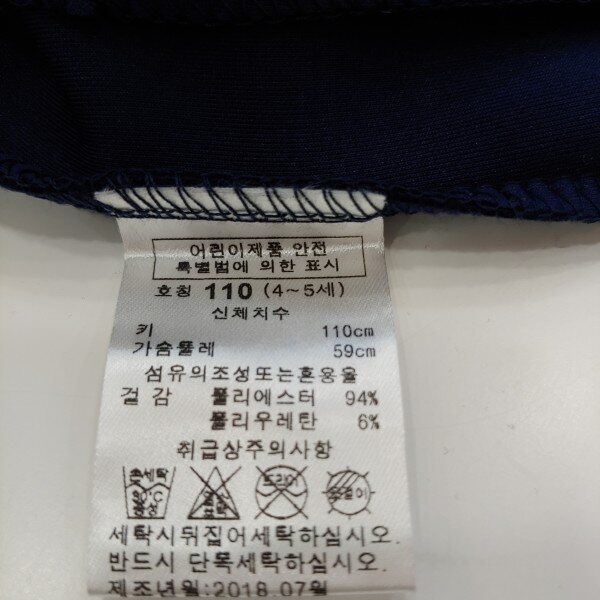 어린이제품 안전
특별법에 의한 표시
호칭 110 (4~5세)
신체치수
키 110cm
가슴둘레 59cm
섬유의조성또는혼용율
겉 감 폴리에스터 94%
폴리우레탄 6%
취급상주의사항
드라이
세탁시뒤집어세탁하십시오.
반드시 단독세탁하십시오.
제조년월:2018.07월